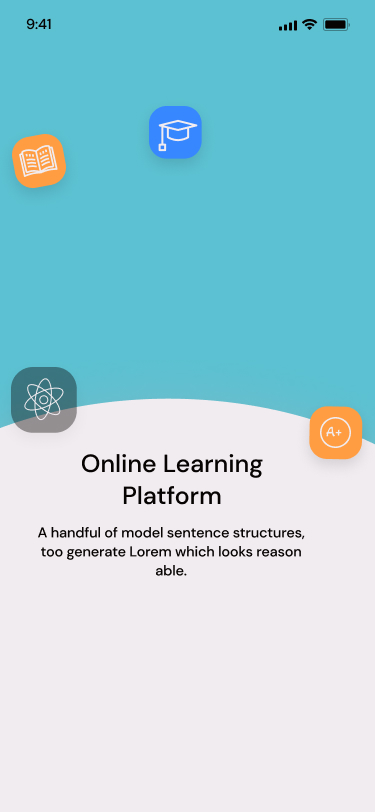 9:41
A+
Online Learning
Platform
A handful of model sentence structures,
too generate Lorem which looks reason
able.